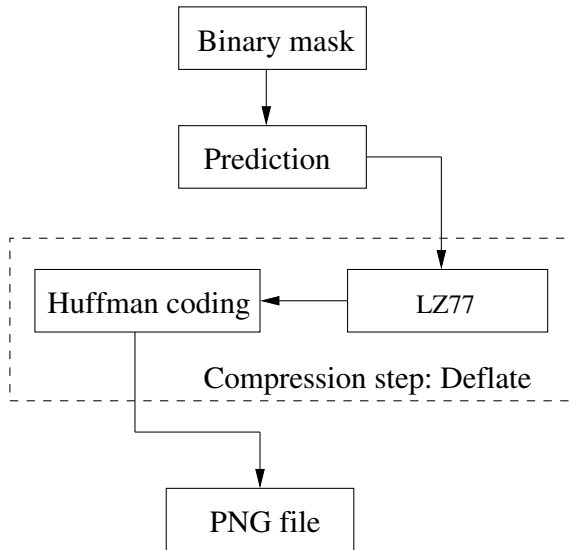 Binary mask
Prediction
Huffman coding
LZ77
Compression step: Deflate
PNG file